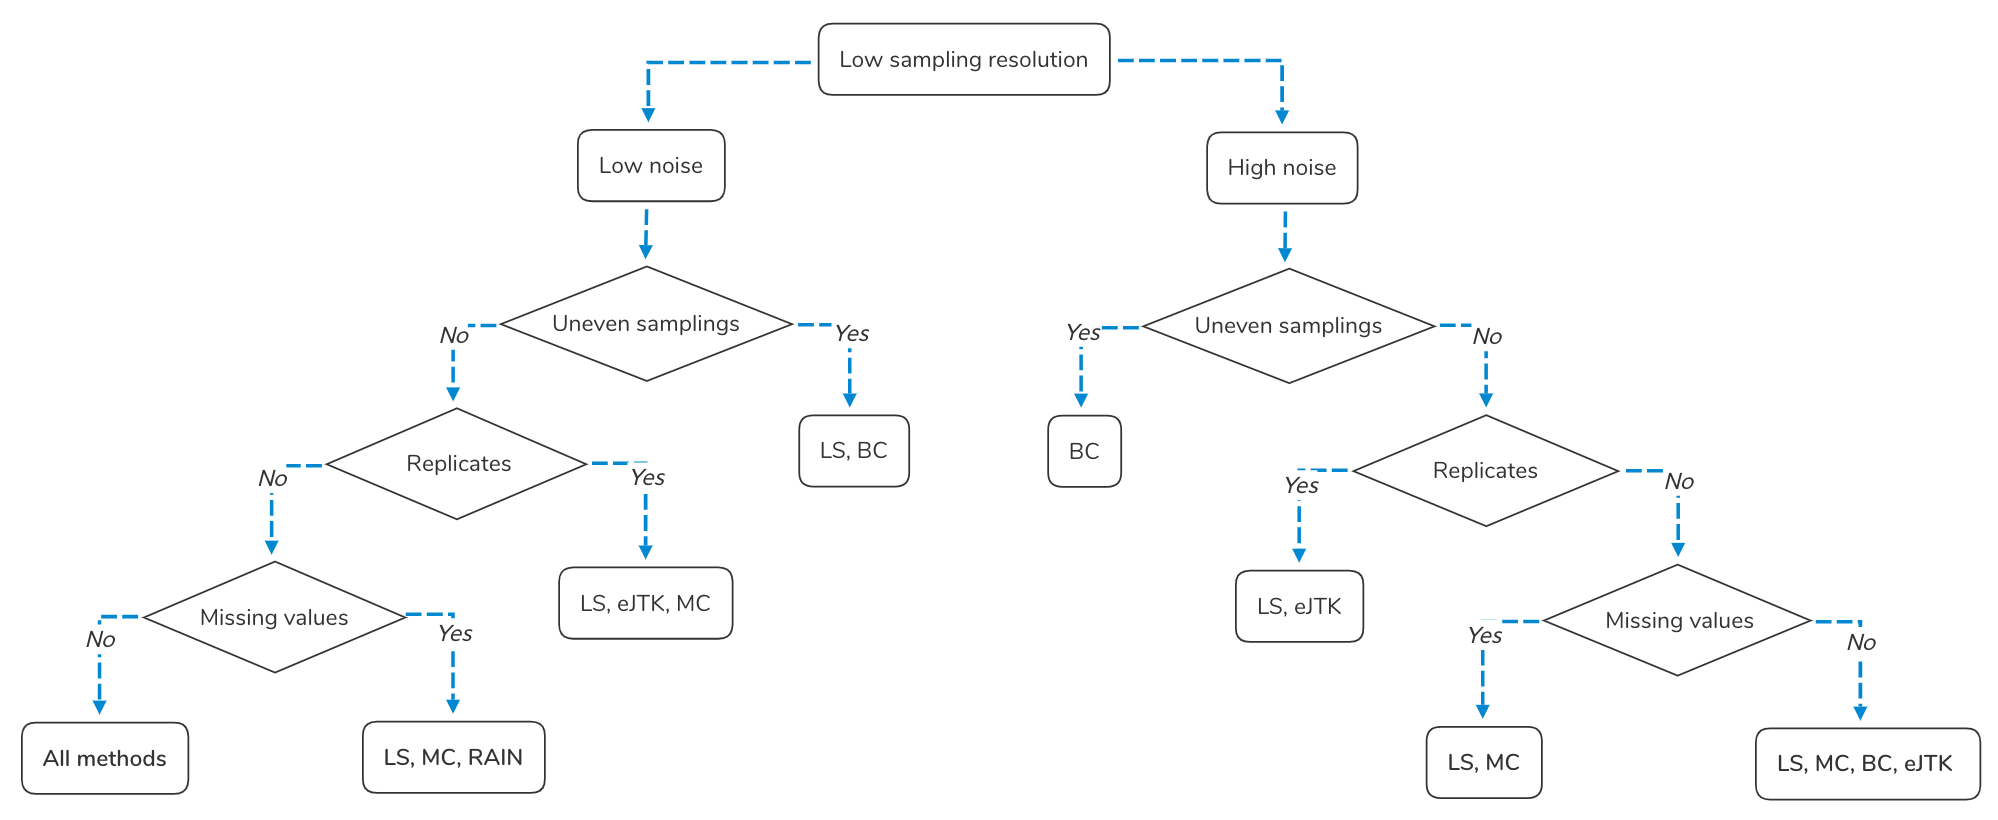 Low sampling resolution
Low noise
High noise
Uneven samplings
Uneven samplings
No
Yes
Yes
No
LS, BC
BC
Replicates
Replicates
No
Yes
Yes
No
LS, eJTK, MC
LS, eJTK
Missing values
Missing values
No
Yes
Yes
No
All methods
LS, MC, RAIN
LS, MC
LS, MC, BC, eJTK